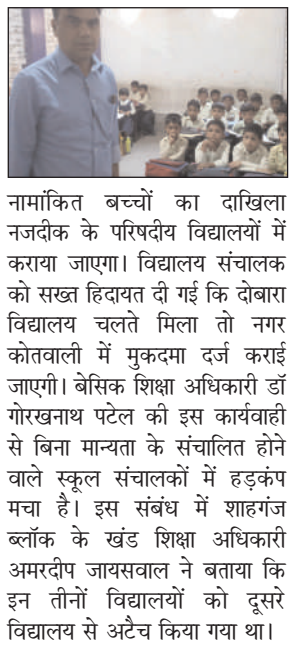 नामांकित बच्चों का दाखिला
नजदीक के परिषदीय विद्यालयों में
कराया जाएगा। विद्यालय संचालक
को सख्त हिदायत दी गई कि दोबारा
विद्यालय चलते मिला तो नगर
कोतवाली में मुकदमा दर्ज कराई
जाएगी। बेसिक शिक्षा अधिकारी डॉ
गोरखनाथ पटेल की इस कार्यवाही
से बिना मान्यता के संचालित होने
वाले स्कूल संचालकों में हड़कंप
मचा है। इस संबंध में शाहगंज
ब्लॉक के खंड शिक्षा अधिकारी
अमरदीप जायसवाल ने बताया कि
इन तीनों विद्यालयों को दूसरे
विद्यालय से अटैच किया गया था।